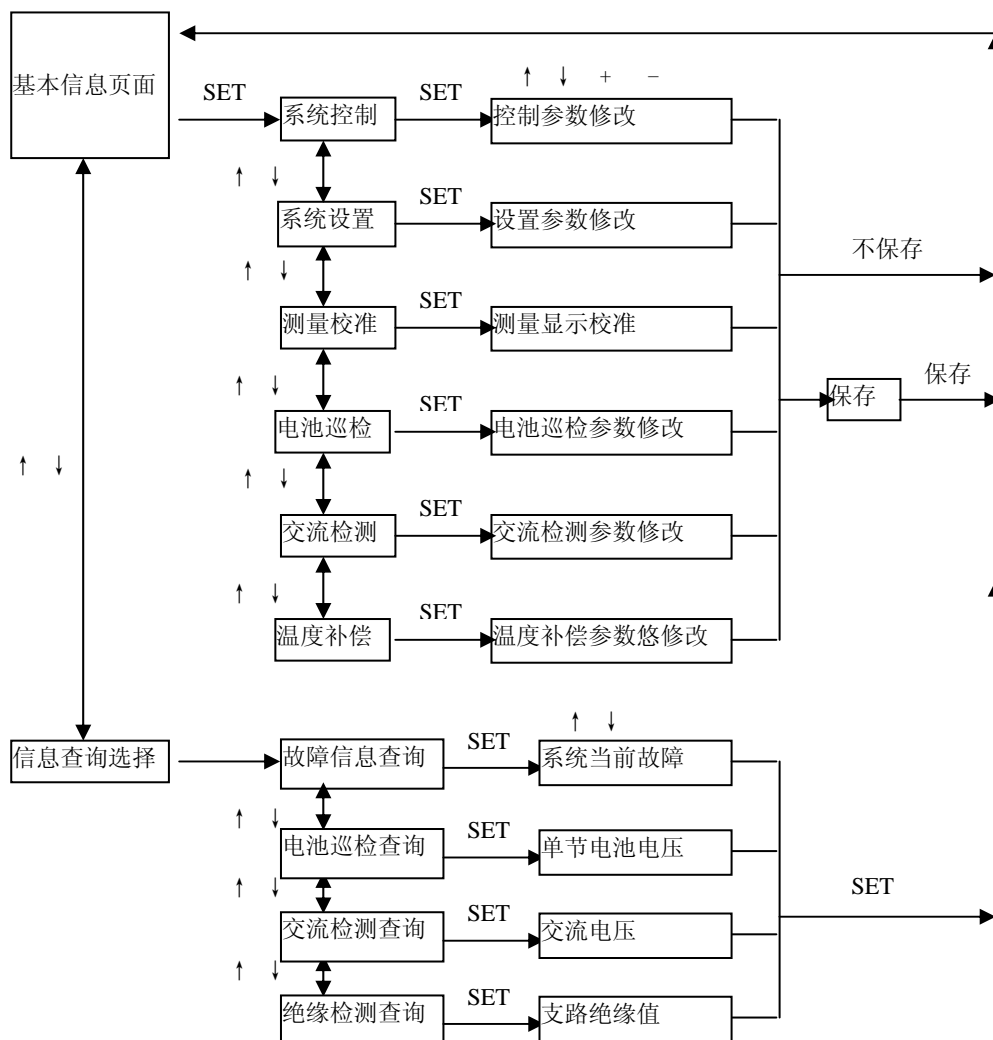 基本信息页面
SET
系统控制
SET
↑ ↓ + −
控制参数修改
↑ ↓
系统设置
SET
设置参数修改
不保存
↑ ↓
测量校准
SET
测量显示校准
↑ ↓
电池巡检
SET
电池巡检参数修改
保存
保存
↑ ↓
↑ ↓
交流检测
SET
交流检测参数修改
↑ ↓
温度补偿
SET
温度补偿参数悠修改
信息查询选择
故障信息查询
SET
↑ ↓
系统当前故障
↑ ↓
电池巡检查询
SET
单节电池电压
↑ ↓
交流检测查询
SET
交流电压
SET
↑ ↓
绝缘检测查询
SET
支路绝缘值